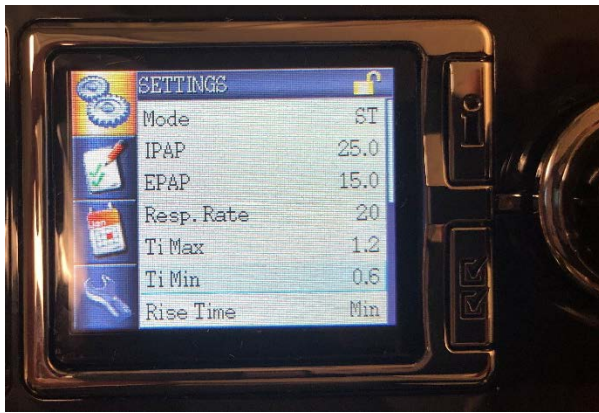 SETTINGS
Mode ST
IPAP 25.0
EPAP 15.0
Resp. Rate 20
Ti Max 1.2
Ti Min 0.6
Rise Time Min
Jan
i